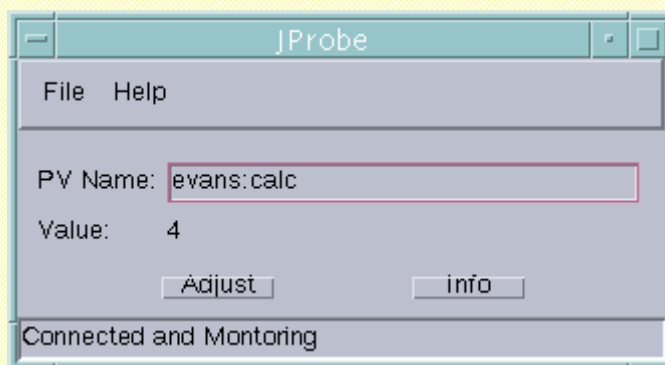 JProbe
File Help
PV Name: evans:calc
Value: 4
Adjust info
Connected and Montoring